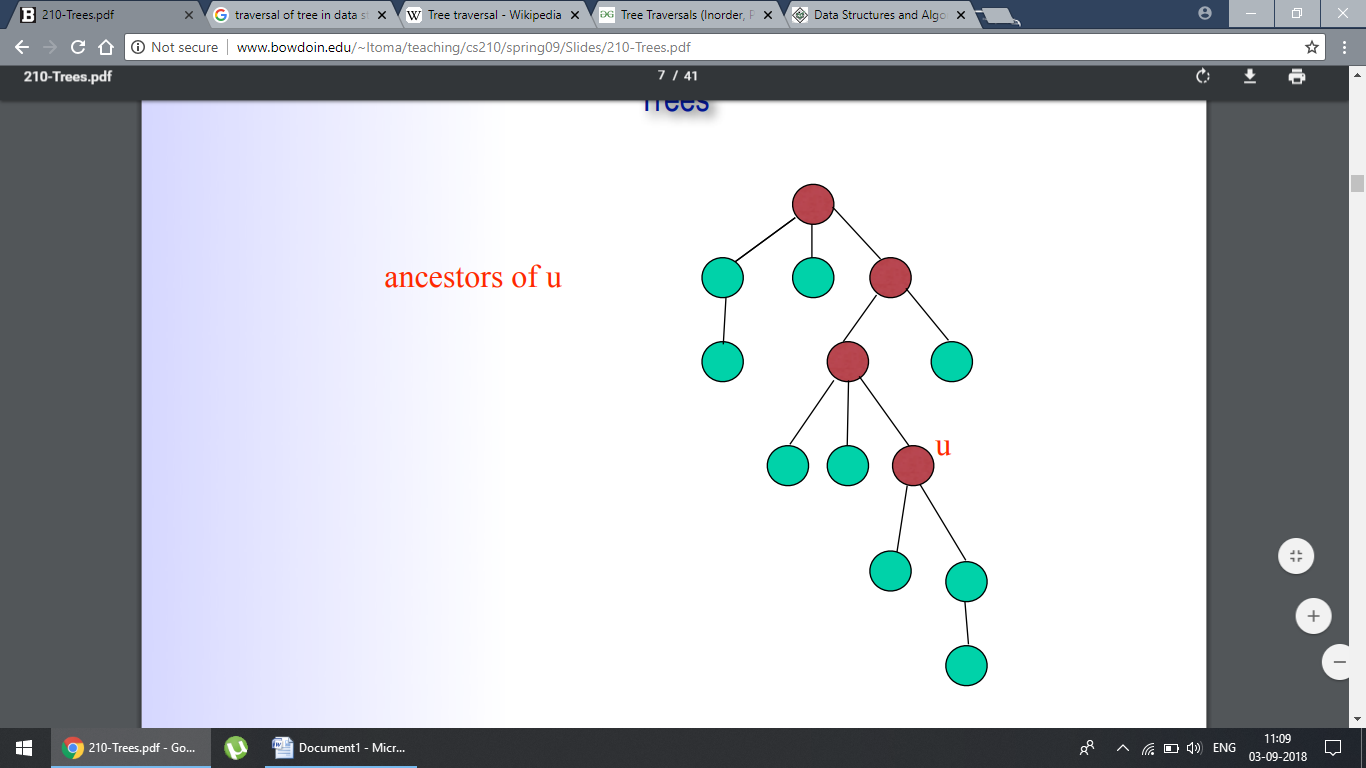 210-Trees.pdf
traversal of tree in data st
Tree traversal - Wikipedia
Tree Traversals (Inorder, P
Data Structures and Algo
Not secure
www.bowdoin.edu/~ltoma/teaching/cs210/spring09/Slides/210-Trees.pdf
210-Trees.pdf
7 / 41
Trees
ancestors of u
u
210-Trees.pdf - Go...
Document1 - Micr...
ENG
11:09
03-09-2018